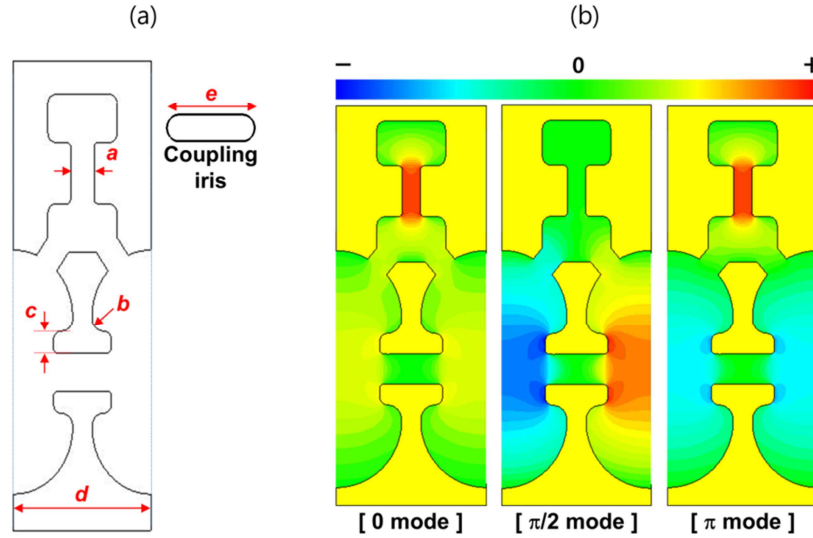 (a)
(b)
e
Coupling
iris
a
c
b
d
− 0 +
[ 0 mode ] [ π/2 mode ] [ π mode ]